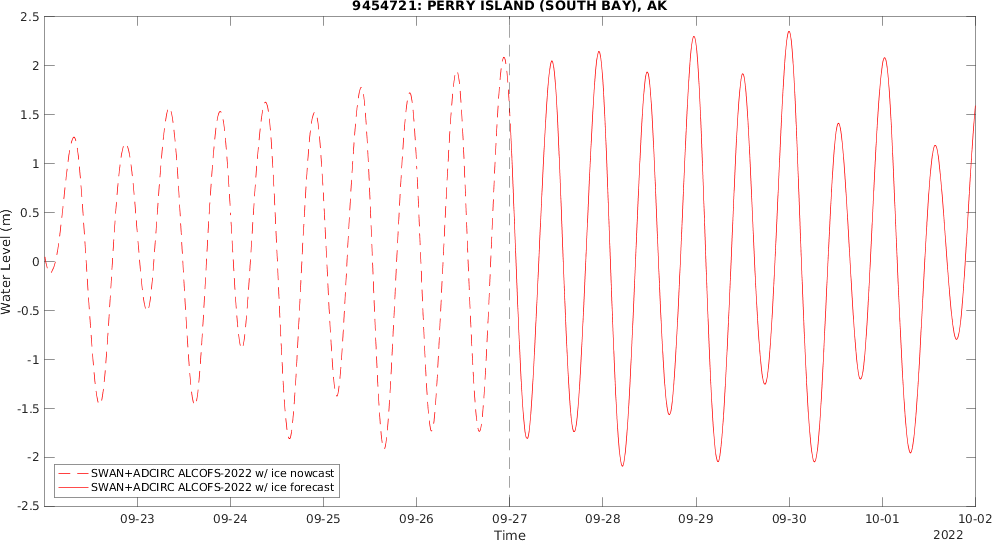 9454721: PERRY ISLAND (SOUTH BAY), AK
2.5
2
1.5
1
0.5
0
-0.5
-1
-1.5
-2
-2.5
Water Level (m)
SWAN+ADCIRC ALCOFS-2022 w/ ice nowcast
SWAN+ADCIRC ALCOFS-2022 w/ ice forecast
09-23 09-24 09-25 09-26 09-27 09-28 09-29 09-30 10-01 10-02
Time
2022